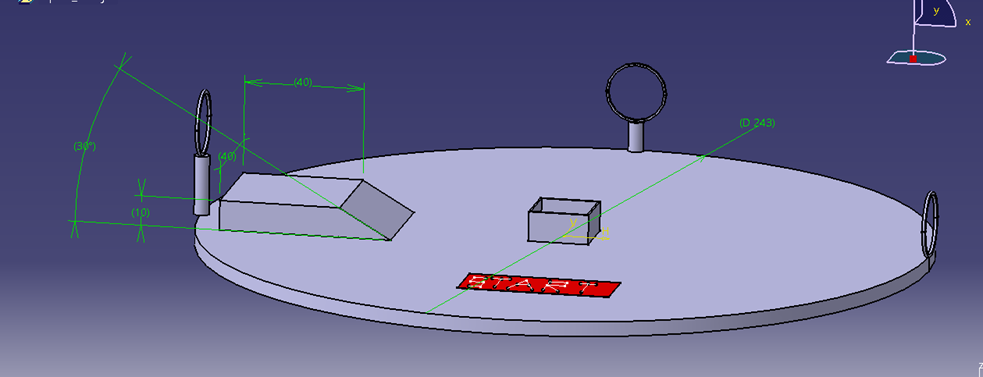 y
x
(40)
(D 243)
(30°)
(40)
(10)
y
START
z